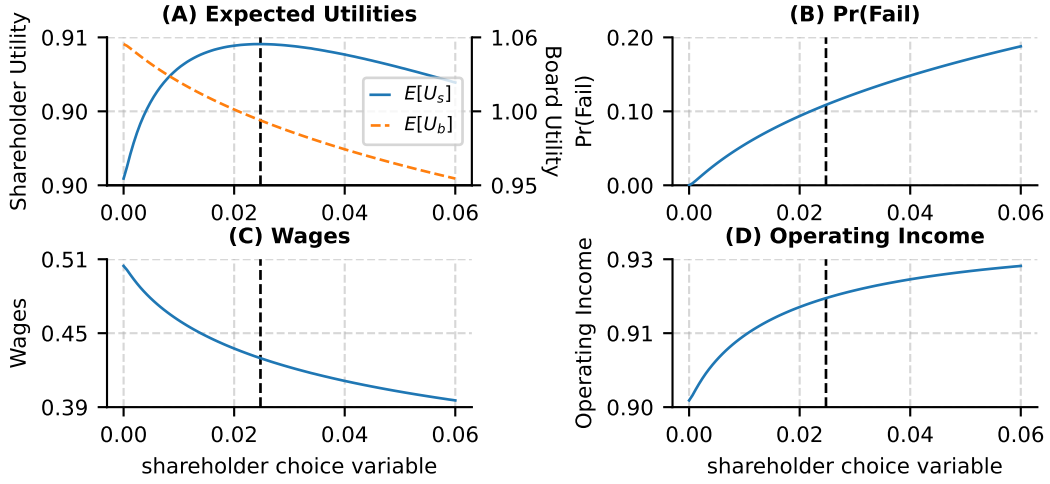 (A) Expected Utilities
Shareholder Utility
0.91
0.90
0.90
1.06
1.00
0.95
Board Utility
E[U_s]
E[U_b]
0.00 0.02 0.04 0.06
(B) Pr(Fail)
Pr(Fail)
0.20
0.10
0.00
0.00 0.02 0.04 0.06
(C) Wages
Wages
0.51
0.45
0.39
0.00 0.02 0.04 0.06
shareholder choice variable
(D) Operating Income
Operating Income
0.93
0.91
0.90
0.00 0.02 0.04 0.06
shareholder choice variable